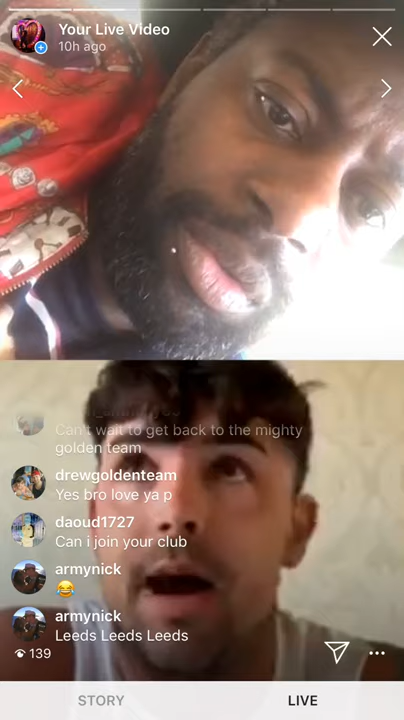 Your Live Video
10h ago
Can't wait to get back to the mighty
golden team
drewgoldenteam
Yes bro love ya p
daoud1727
Can i join your club
armynick
😂
armynick
Leeds Leeds Leeds
139
STORY
LIVE